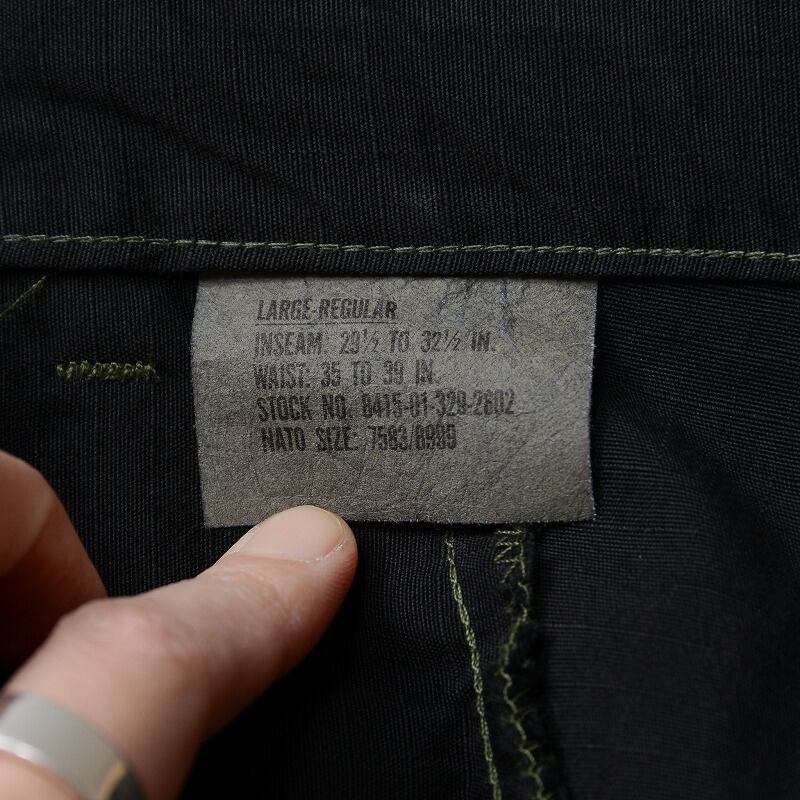 LARGE-REGULAR
INSEAM: 29½ TO 32½ IN.
WAIST: 35 TO 39 IN.
STOCK NO. 8415-01-329-2802
NATO SIZE: 7583/8999